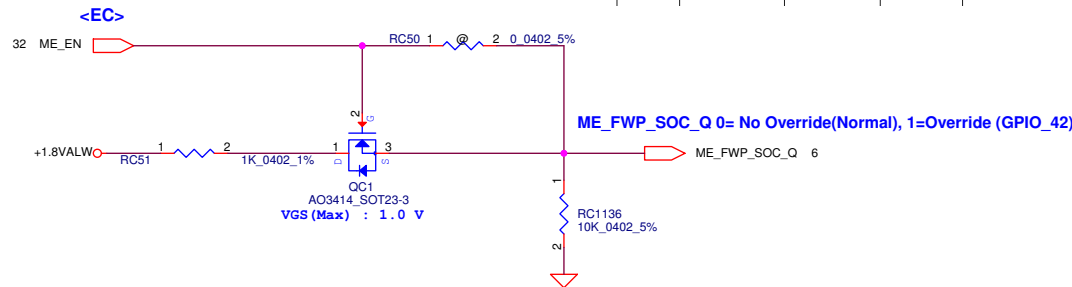 <EC>
32 ME_EN
RC50 1 @ 2 0_0402_5%
2
G
ME_FWP_SOC_Q 0= No Override(Normal), 1=Override (GPIO_42)
+1.8VALW
RC51
1 2
1K_0402_1%
1
D
S
3
ME_FWP_SOC_Q 6
QC1
AO3414_SOT23-3
VGS(Max) : 1.0 V
1
RC1136
10K_0402_5%
2